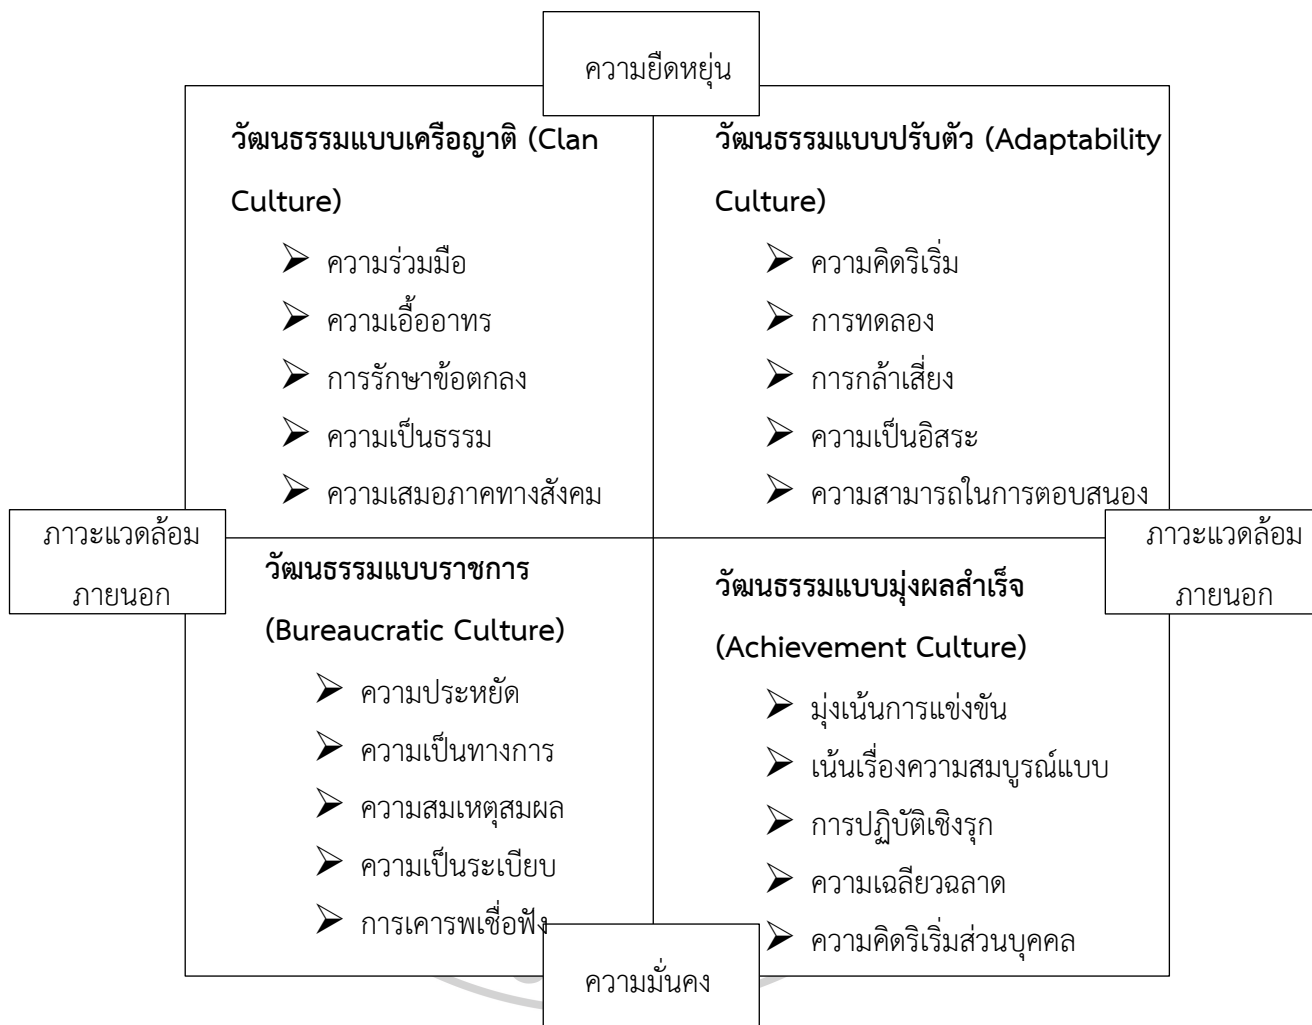 ความยืดหยุ่น
วัฒนธรรมแบบเครือญาติ (Clan
Culture)
ความร่วมมือ
ความเอื้ออาทร
การรักษาข้อตกลง
ความเป็นธรรม
ความเสมอภาคทางสังคม
วัฒนธรรมแบบปรับตัว (Adaptability
Culture)
ความคิดริเริ่ม
การทดลอง
การกล้าเสี่ยง
ความเป็นอิสระ
ความสามารถในการตอบสนอง
ภาวะแวดล้อม
ภายนอก
ภาวะแวดล้อม
ภายนอก
วัฒนธรรมแบบราชการ
(Bureaucratic Culture)
ความประหยัด
ความเป็นทางการ
ความสมเหตุสมผล
ความเป็นระเบียบ
การเคารพเชื่อฟัง
วัฒนธรรมแบบมุ่งผลสำเร็จ
(Achievement Culture)
มุ่งเน้นการแข่งขัน
เน้นเรื่องความสมบูรณ์แบบ
การปฏิบัติเชิงรุก
ความเฉลียวฉลาด
ความคิดริเริ่มส่วนบุคคล
ความมั่นคง